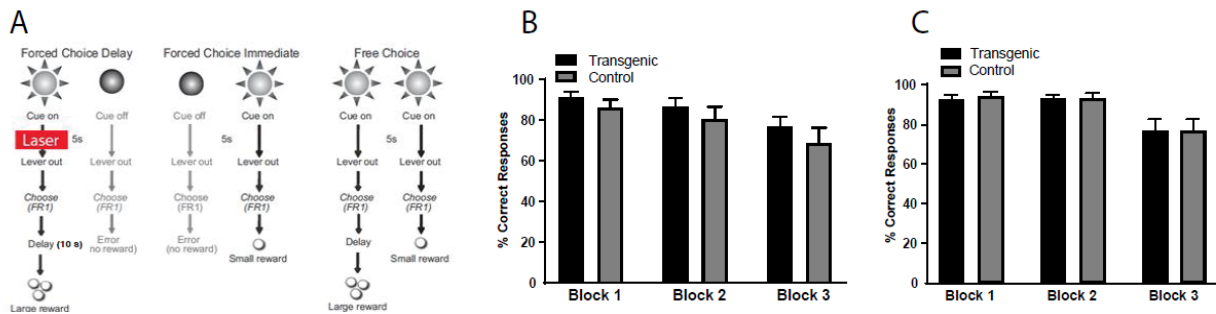 A
Forced Choice Delay
Forced Choice Immediate
Free Choice
Cue on
Cue off
Cue off
Cue on
Cue on
Cue on
Laser
5s
5s
5s
Lever out
Lever out
Lever out
Lever out
Lever out
Lever out
Choose
(FR1)
Choose
(FR1)
Choose
(FR1)
Choose
(FR1)
Choose
(FR1)
Choose
(FR1)
Delay (10 s)
Error
no reward)
Error
(no reward)
Small reward
Delay
Small reward
Large reward
Large reward
B
Transgenic
Control
% Correct Responses
100
80
60
40
20
0
Block 1
Block 2
Block 3
C
Transgenic
Control
% Correct Responses
100
80
60
40
20
0
Block 1
Block 2
Block 3